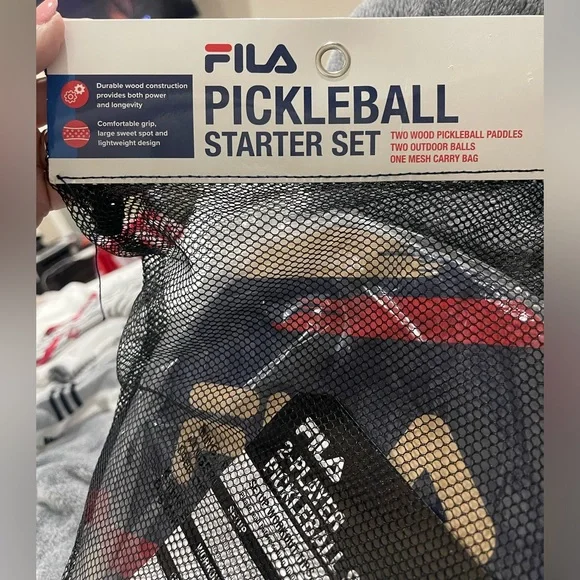 FILA
PICKLEBALL
STARTER SET
TWO WOOD PICKLEBALL PADDLES
TWO OUTDOOR BALLS
ONE MESH CARRY BAG
Durable wood construction
provides both power
and longevity
Comfortable grip,
large sweet spot and
lightweight design
FILA
2-PLAYER
PICKLEBALL